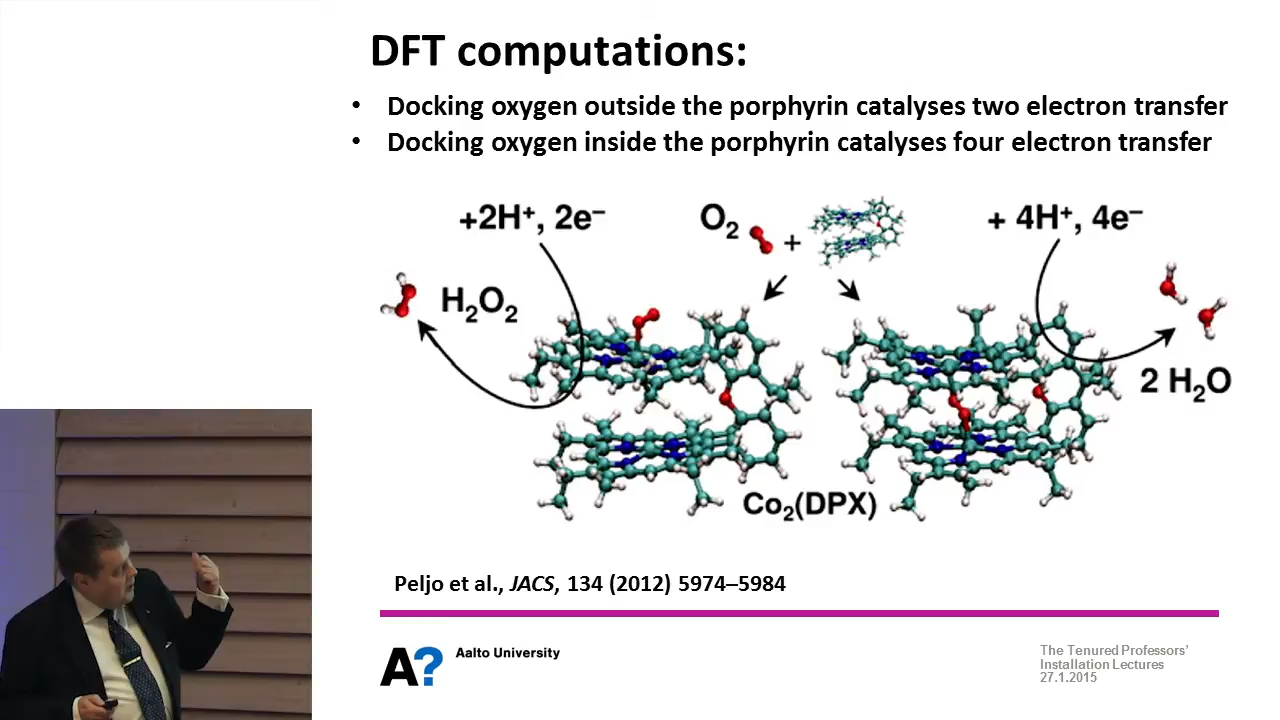 DFT computations:
• Docking oxygen outside the porphyrin catalyses two electron transfer
• Docking oxygen inside the porphyrin catalyses four electron transfer
+2H⁺, 2e⁻
O₂
+
+ 4H⁺, 4e⁻
H₂O₂
2 H₂O
Co₂(DPX)
Peljo et al., JACS, 134 (2012) 5974–5984
A?
Aalto University
The Tenured Professors’
Installation Lectures
27.1.2015